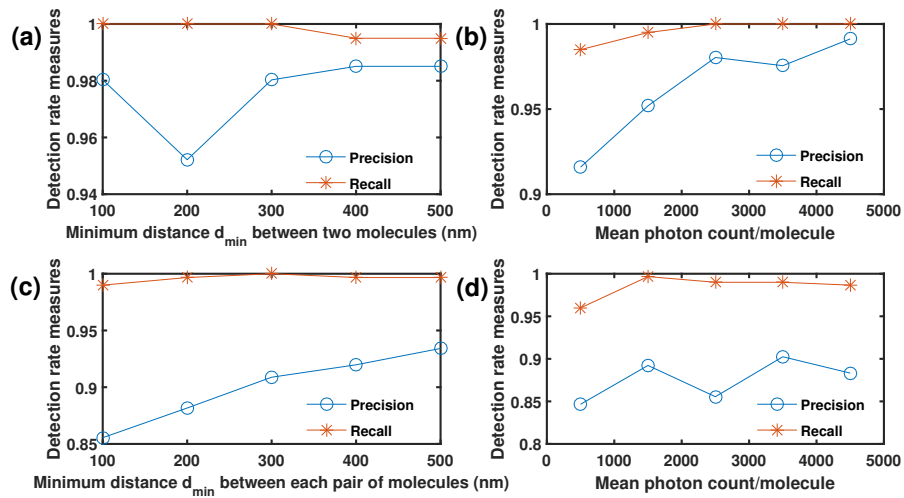 (a)
Detection rate measures
1
0.98
0.96
0.94
100
200
300
400
500
Minimum distance d_min between two molecules (nm)
Precision
Recall
(b)
Detection rate measures
1
0.95
0.9
0
1000
2000
3000
4000
5000
Mean photon count/molecule
Precision
Recall
(c)
Detection rate measures
1
0.95
0.9
0.85
100
200
300
400
500
Minimum distance d_min between each pair of molecules (nm)
Precision
Recall
(d)
Detection rate measures
1
0.95
0.9
0.85
0.8
0
1000
2000
3000
4000
5000
Mean photon count/molecule
Precision
Recall